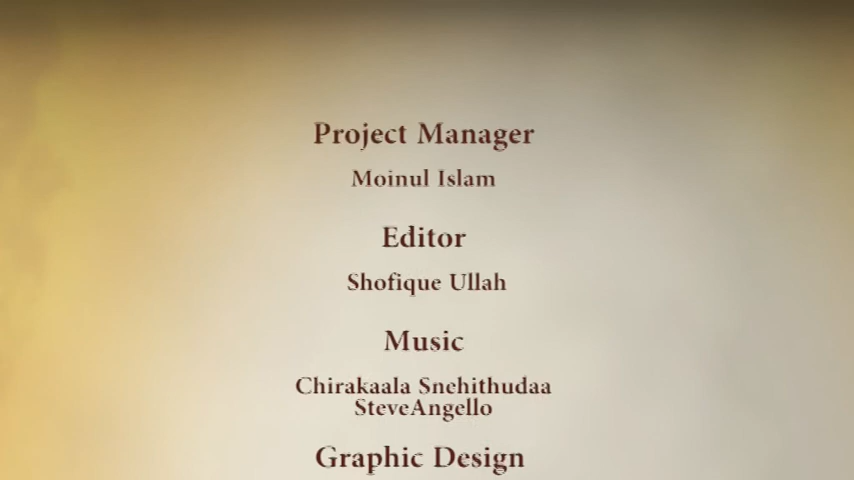 Project Manager
Moinul Islam
Editor
Shofique Ullah
Music
Chirakaala Snehithudaa
SteveAngello
Graphic Design